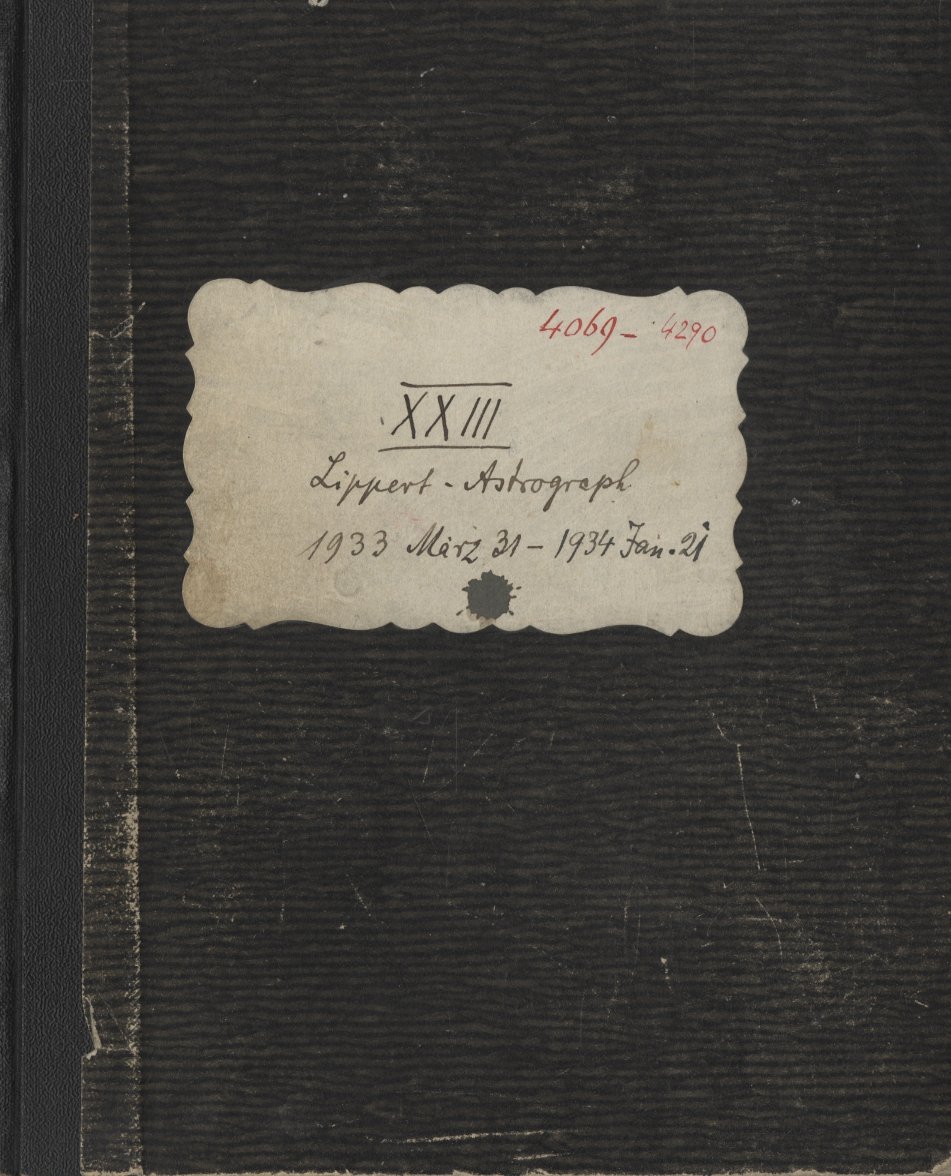 4069 - 4290
XXIII
Lippert - Astrograph
1933 März 31 - 1934 Jan. 21